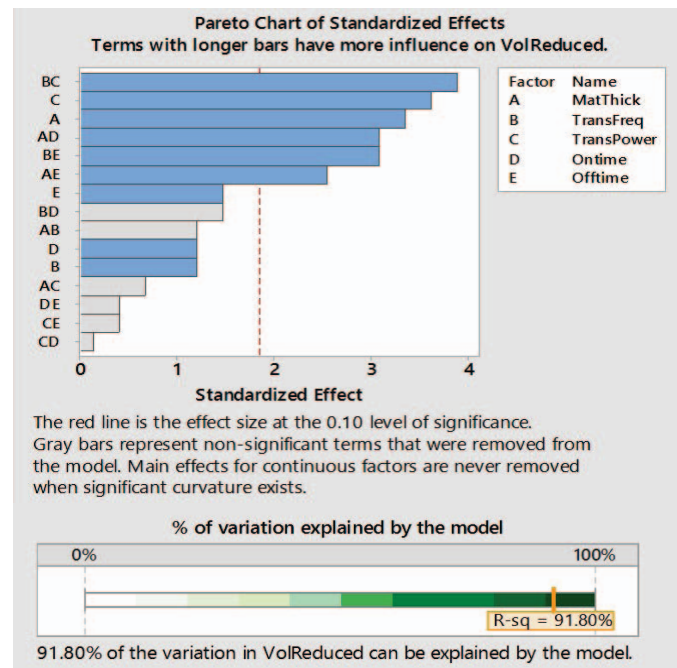 Pareto Chart of Standardized Effects
Terms with longer bars have more influence on VolReduced.
BC
C
A
AD
BE
AE
E
BD
AB
D
B
AC
DE
CE
CD
0 1 2 3 4
Standardized Effect
Factor Name
A MatThick
B TransFreq
C TransPower
D Ontime
E Offtime
The red line is the effect size at the 0.10 level of significance.
Gray bars represent non-significant terms that were removed from
the model. Main effects for continuous factors are never removed
when significant curvature exists.
% of variation explained by the model
0% 100%
R-sq = 91.80%
91.80% of the variation in VolReduced can be explained by the model.